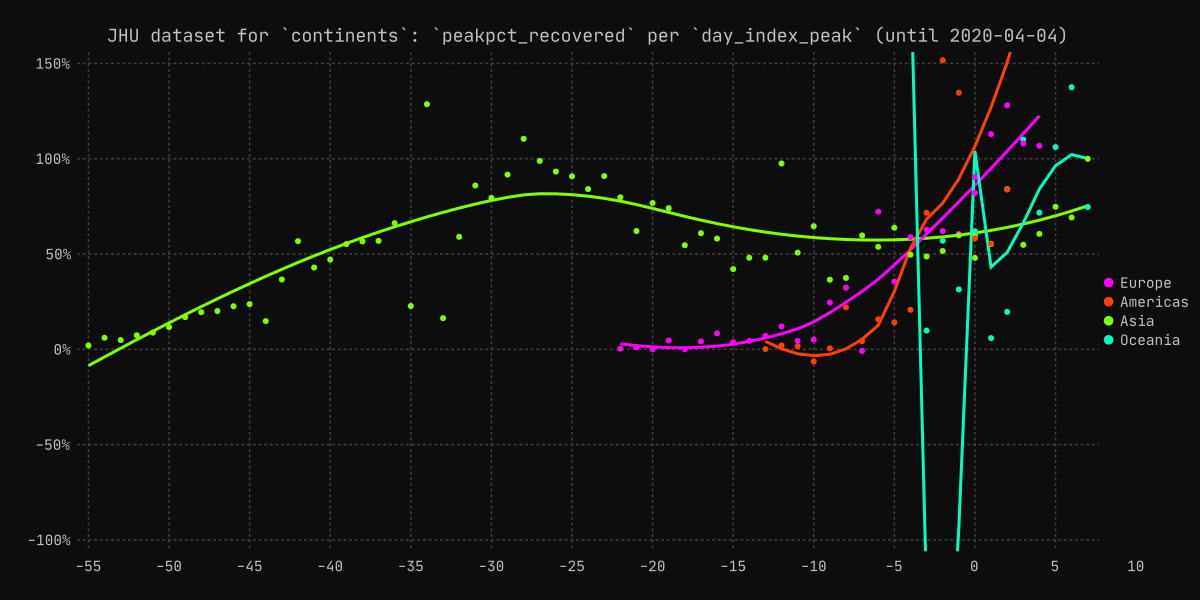 JHU dataset for `continents`: `peakpct_recovered` per `day_index_peak` (until 2020-04-04)
150%
100%
50%
0%
-50%
-100%
Europe
Americas
Asia
Oceania
-55 -50 -45 -40 -35 -30 -25 -20 -15 -10 -5 0 5 10